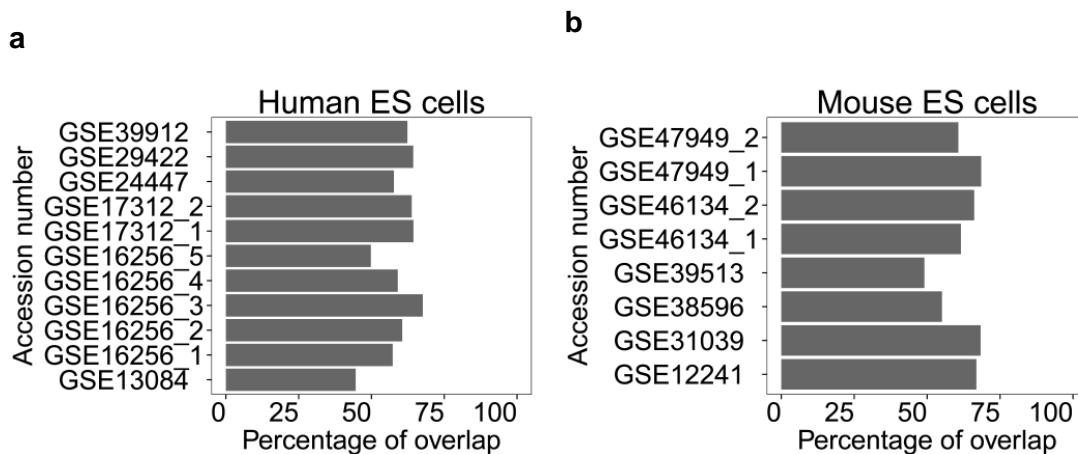 a
Human ES cells
Accession number
GSE39912
GSE29422
GSE24447
GSE17312_2
GSE17312_1
GSE16256_5
GSE16256_4
GSE16256_3
GSE16256_2
GSE16256_1
GSE13084
0 25 50 75 100
Percentage of overlap
b
Mouse ES cells
Accession number
GSE47949_2
GSE47949_1
GSE46134_2
GSE46134_1
GSE39513
GSE38596
GSE31039
GSE12241
0 25 50 75 100
Percentage of overlap